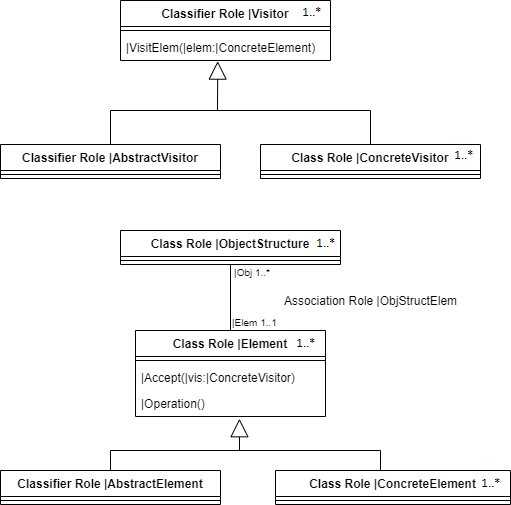 Classifier Role |Visitor 1..*
|VisitElem(|elem:|ConcreteElement)
Classifier Role |AbstractVisitor
Class Role |ConcreteVisitor 1..*
Class Role |ObjectStructure 1..*
|Obj 1..*
Association Role |ObjStructElem
|Elem 1..1
Class Role |Element 1..*
|Accept(|vis:|ConcreteVisitor)
|Operation()
Classifier Role |AbstractElement
Class Role |ConcreteElement 1..*